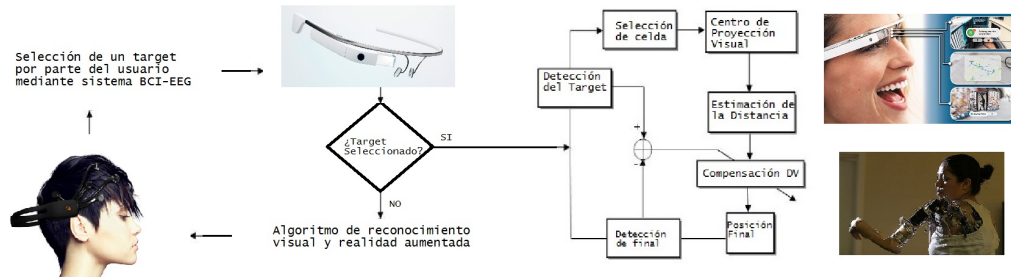 Selección de un target
por parte del usuario
mediante sistema BCI-EEG
¿Target
Seleccionado?
SI
NO
Algoritmo de reconocimiento
visual y realidad aumentada
Selección
de celda
Centro de
Proyección
Visual
Detección
del Target
Estimación de
la Distancia
+
-
Compensación DV
Detección
de final
Posición
Final